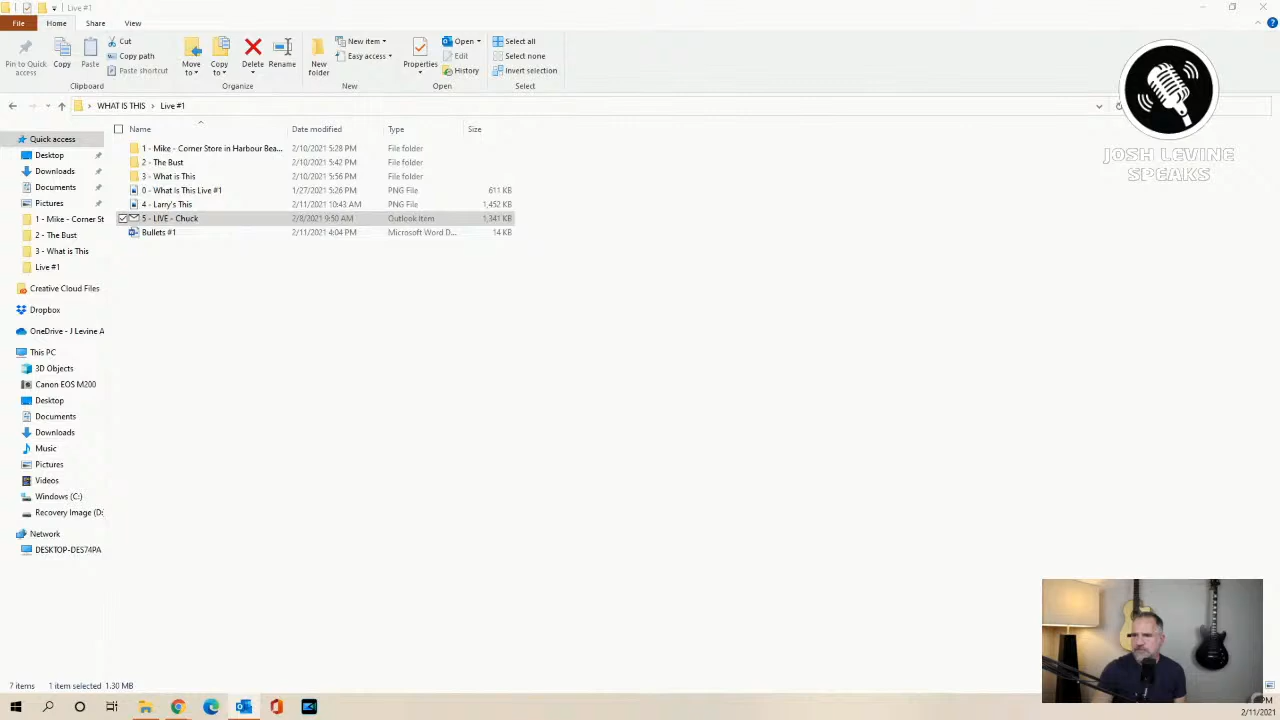 Live #1
File Home Share View
Pin to Quick access
Copy
Paste
Cut
Copy path
Paste shortcut
Clipboard
Move to
Copy to
Delete
Rename
Organize
New folder
New item
Easy access
New
Properties
Open
Edit
History
Open
Select all
Select none
Invert selection
Select
WHAT IS THIS > Live #1
JOSH LEVINE
SPEAKS
Name Date modified Type Size
1 - Mike - Corner Store in Harbour Bea... 2/10/2021 5:28 PM File folder
2 - The Bust 2/10/2021 5:42 PM File folder
3 - What is This 2/10/2021 5:56 PM File folder
0 - What is This Live #1 1/27/2021 5:26 PM PNG File 611 KB
4 - Larry's This 2/11/2021 10:43 AM PNG File 1,452 KB
5 - LIVE - Chuck 2/8/2021 9:50 AM Outlook Item 1,341 KB
Bullets #1 2/11/2021 4:04 PM Microsoft Word D... 14 KB
Quick access
Desktop
Downloads
Documents
Pictures
1 - Mike - Corner St
2 - The Bust
3 - What is This
Live #1
Creative Cloud Files
Dropbox
OneDrive - J Levine A
This PC
3D Objects
Canon EOS M200
Desktop
Documents
Downloads
Music
Pictures
Videos
Windows (C:)
Recovery Image (D:
Network
DESKTOP-DES74PA
7 items 1 item selected 1.30 MB
PM
2/11/2021